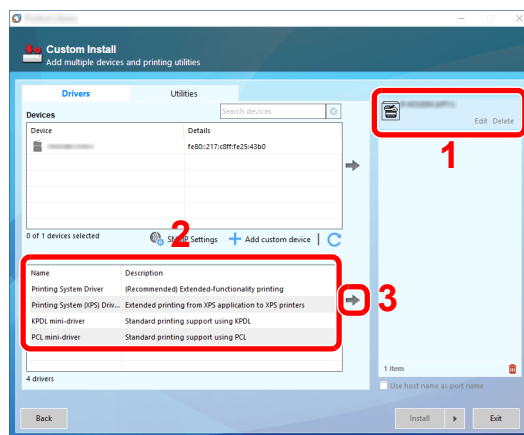 Custom Install
Add multiple devices and printing utilities
Drivers
Utilities
Devices
Search devices
Device
Details
fe80::217:c8ff:fe25:43b0
Edit Delete
1
0 of 1 devices selected
2
Settings
Add custom device
Name
Description
Printing System Driver
(Recommended) Extended-functionality printing
Printing System (XPS) Driv...
Extended printing from XPS application to XPS printers
KPDL mini-driver
Standard printing support using KPDL
PCL mini-driver
Standard printing support using PCL
3
4 drivers
1 item
Use host name as port name
Back
Install
Exit